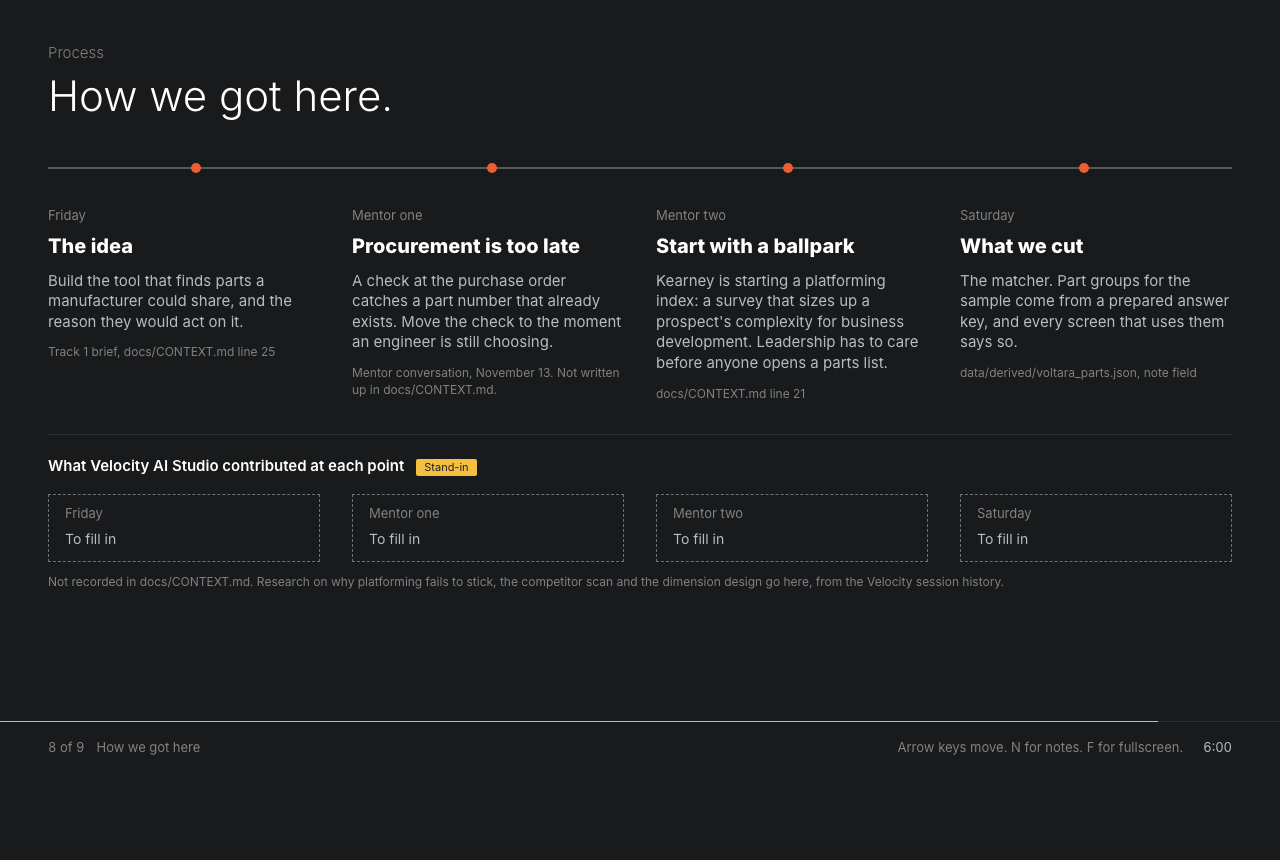 Process
How we got here.
Friday
The idea
Build the tool that finds parts a
manufacturer could share, and the
reason they would act on it.
Track 1 brief, docs/CONTEXT.md line 25
Mentor one
Procurement is too late
A check at the purchase order
catches a part number that already
exists. Move the check to the moment
an engineer is still choosing.
Mentor conversation, November 13. Not written
up in docs/CONTEXT.md.
Mentor two
Start with a ballpark
Kearney is starting a platforming
index: a survey that sizes up a
prospect's complexity for business
development. Leadership has to care
before anyone opens a parts list.
docs/CONTEXT.md line 21
Saturday
What we cut
The matcher. Part groups for the
sample come from a prepared answer
key, and every screen that uses them
says so.
data/derived/voltara_parts.json, note field
What Velocity AI Studio contributed at each point Stand-in
Friday
To fill in
Mentor one
To fill in
Mentor two
To fill in
Saturday
To fill in
Not recorded in docs/CONTEXT.md. Research on why platforming fails to stick, the competitor scan and the dimension design go here, from the Velocity session history.
8 of 9 How we got here
Arrow keys move. N for notes. F for fullscreen. 6:00